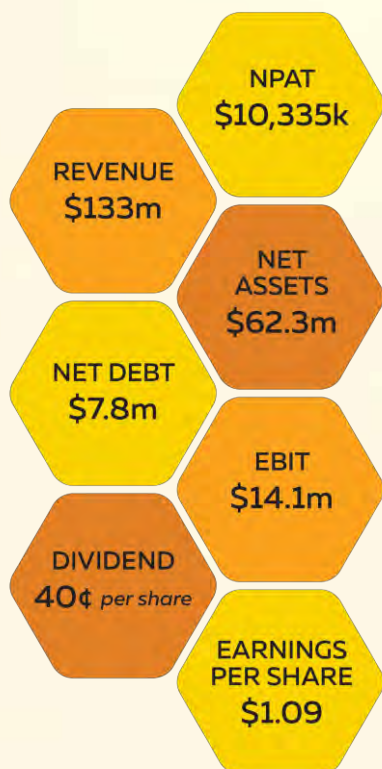 NPAT
$10,335k
REVENUE
$133m
NET
ASSETS
$62.3m
NET DEBT
$7.8m
EBIT
$14.1m
DIVIDEND
40¢ per share
EARNINGS
PER SHARE
$1.09